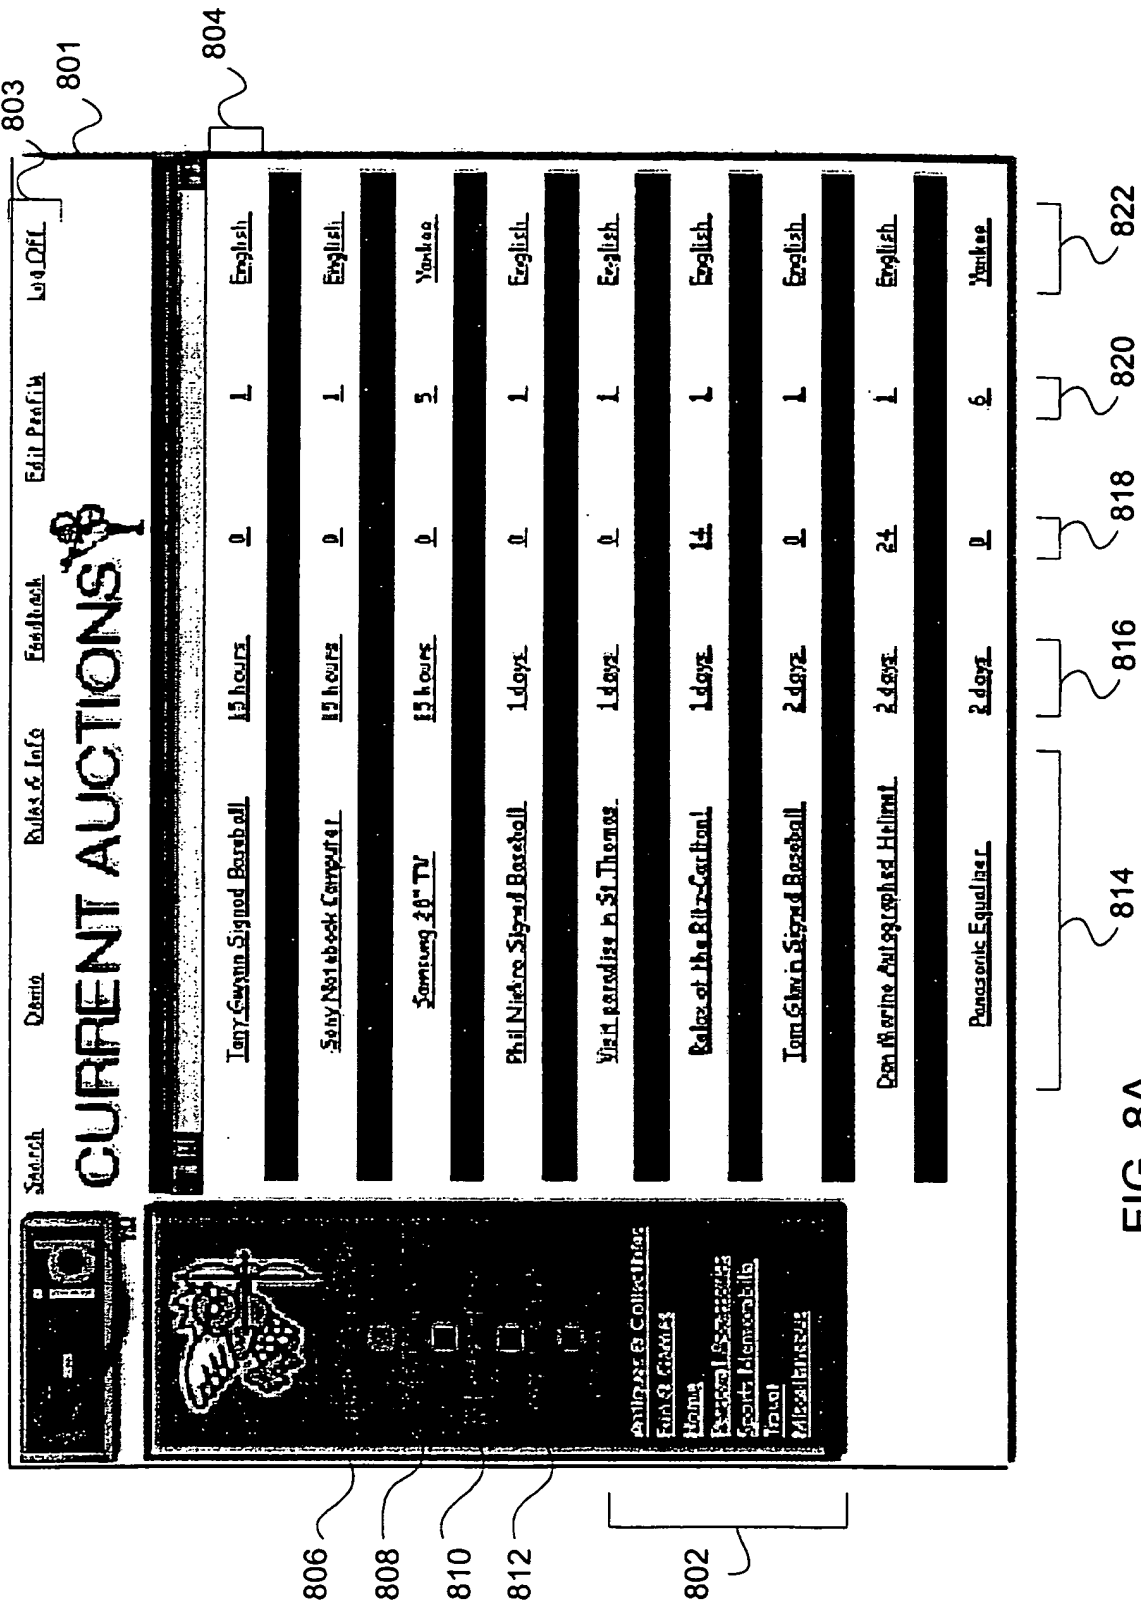 803
801
804
Search Demo Rules & Info Feedback Edit Profile Log Off
CURRENT AUCTIONS
Tony Gwynn Signed Baseball 15 hours 0 1 English
Sony Notebook Computer 15 hours 0 1 English
Samsung 28" TV 15 hours 0 5 Yankee
Phil Niekro Signed Baseball 1 days 0 1 English
Visit paradise in St Thomas 1 days 0 1 English
Relax at the Ritz-Carlton! 1 days 14 1 English
Tom Glavin Signed Baseball 2 days 0 1 English
Dan Marino Autographed Helmet 2 days 24 1 English
Panasonic Equalizer 2 days 0 6 Yankee
Antiques & Collectibles
Fun & Games
Home
Personal Accessories
Sports Memorabilia
Travel
Miscellaneous
806
808
810
812
802
814
816
818
820
822
FIG. 8A